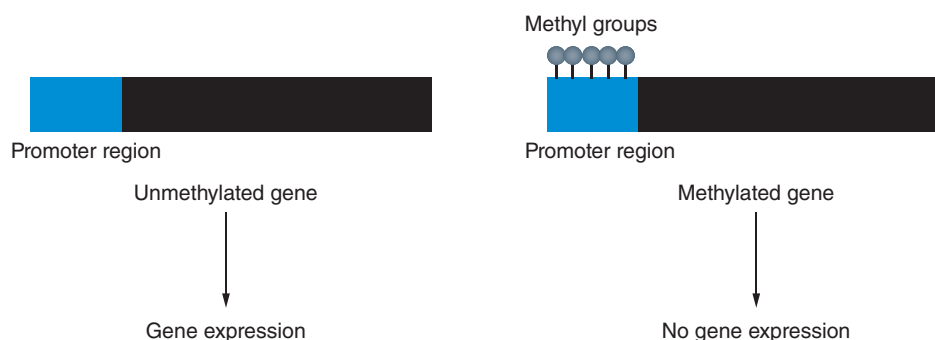 Methyl groups
Promoter region
Promoter region
Unmethylated gene
Methylated gene
Gene expression
No gene expression